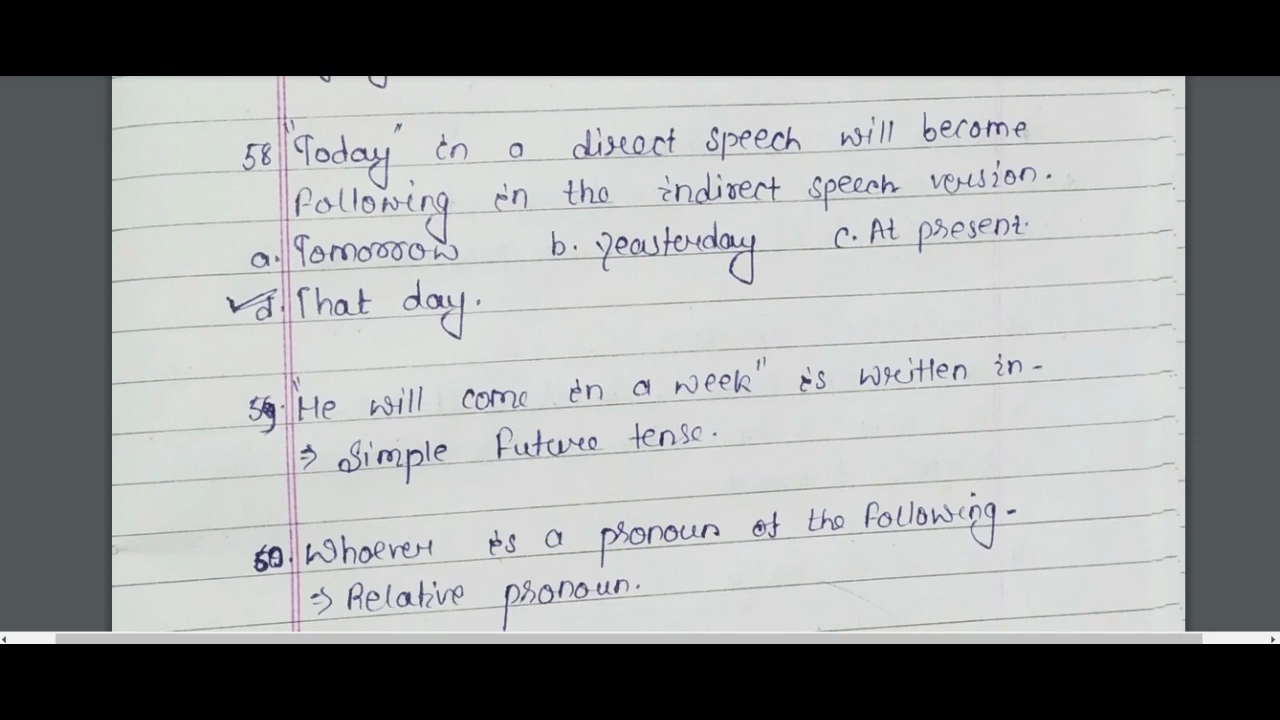 58 "Today" in a direct speech will become
following in the indirect speech version.
a. Tomorrow b. yeasterday c. At present.
d. That day.
59. "He will come in a week" is written in-
⇒ Simple future tense.
60. Whoever is a pronoun of the following-
⇒ Relative pronoun.